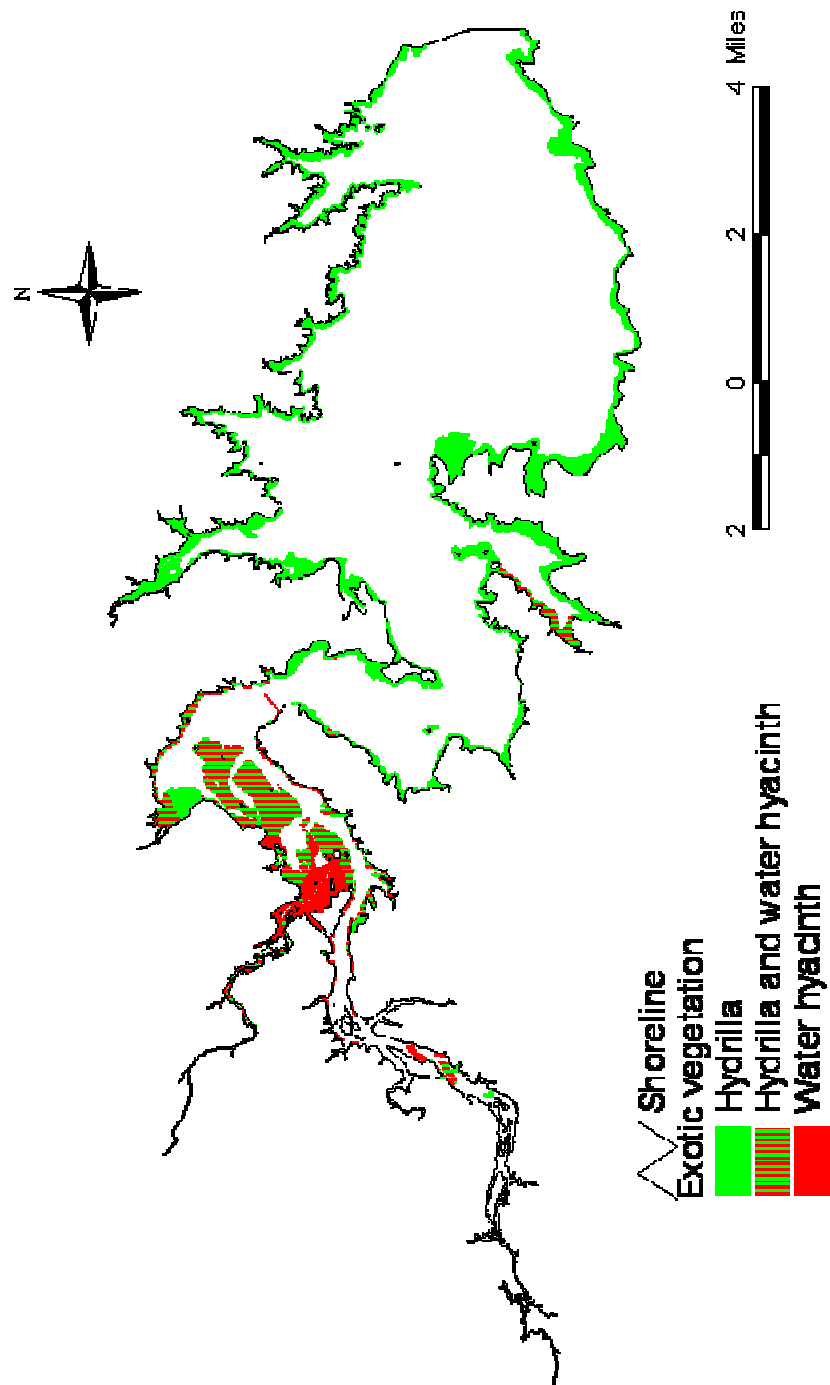 N
2 0 2 4 Miles
Shoreline
Exotic vegetation
Hydrilla
Hydrilla and water hyacinth
Water hyacinth